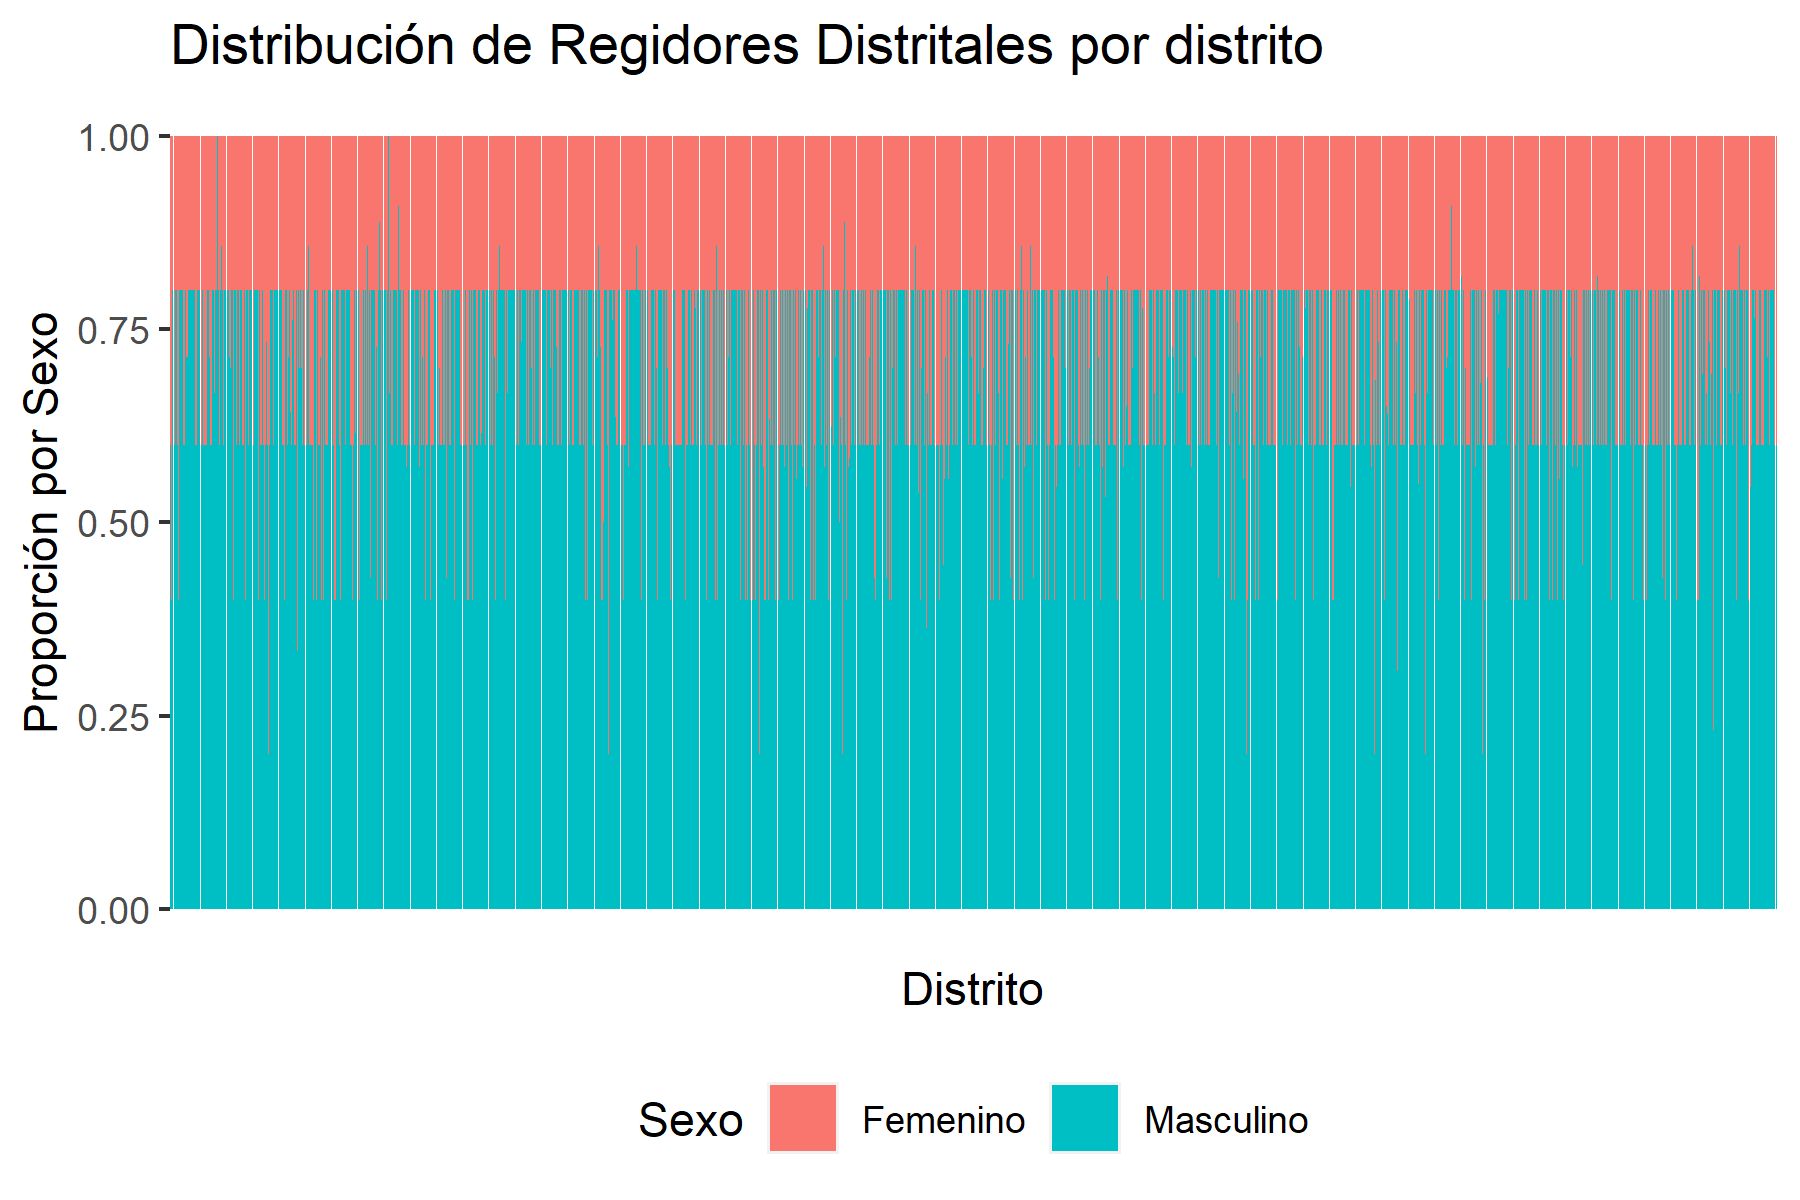 Distribución de Regidores Distritales por distrito
1.00
0.75
0.50
0.25
0.00
Proporción por Sexo
Distrito
Sexo Femenino Masculino